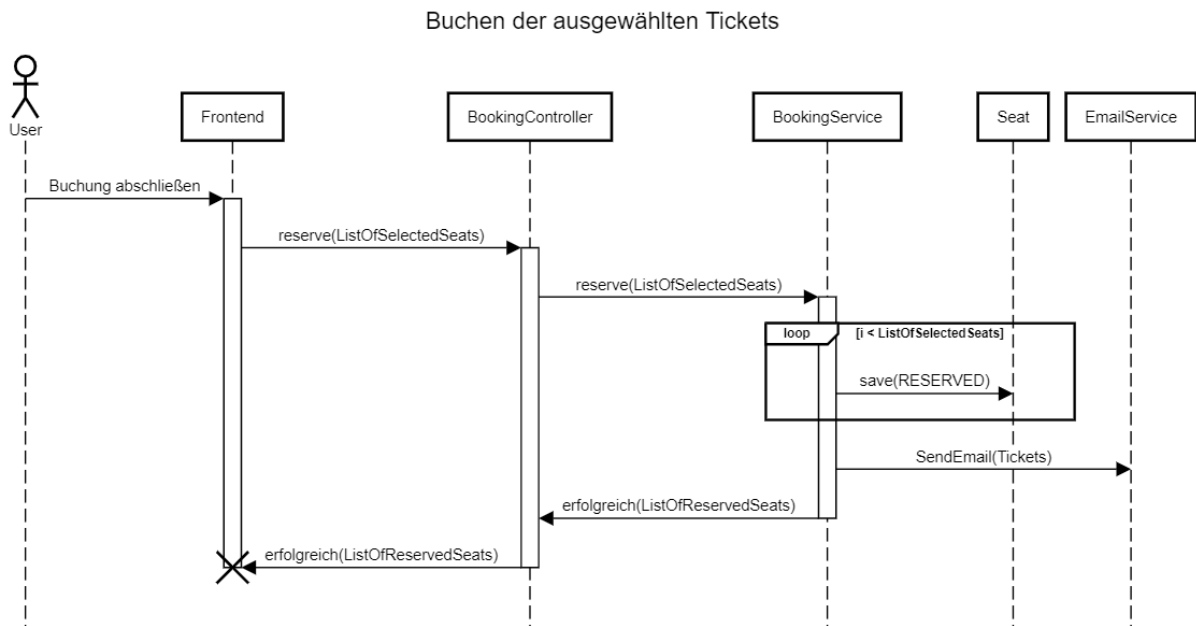 Buchen der ausgewählten Tickets
User
Frontend
BookingController
BookingService
Seat
EmailService
Buchung abschließen
reserve(ListOfSelectedSeats)
reserve(ListOfSelectedSeats)
loop
[i < ListOfSelectedSeats]
save(RESERVED)
SendEmail(Tickets)
erfolgreich(ListOfReservedSeats)
erfolgreich(ListOfReservedSeats)